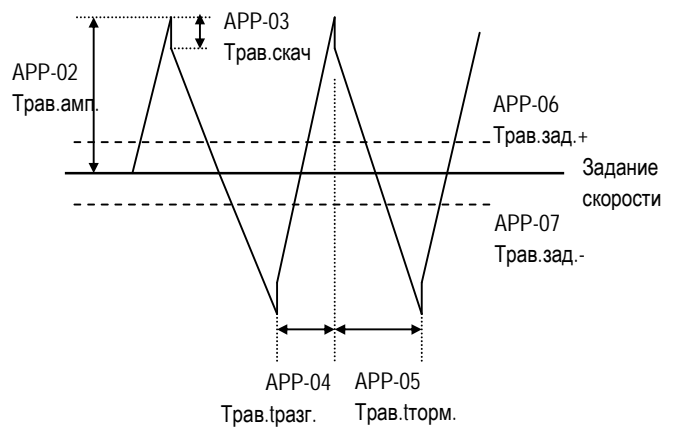 APP-03
Трав.скач
APP-02
Трав.амп.
APP-06
Трав.зад.+
Задание
скорости
APP-07
Трав.зад.-
APP-04
Трав.tразг.
APP-05
Трав.tторм.